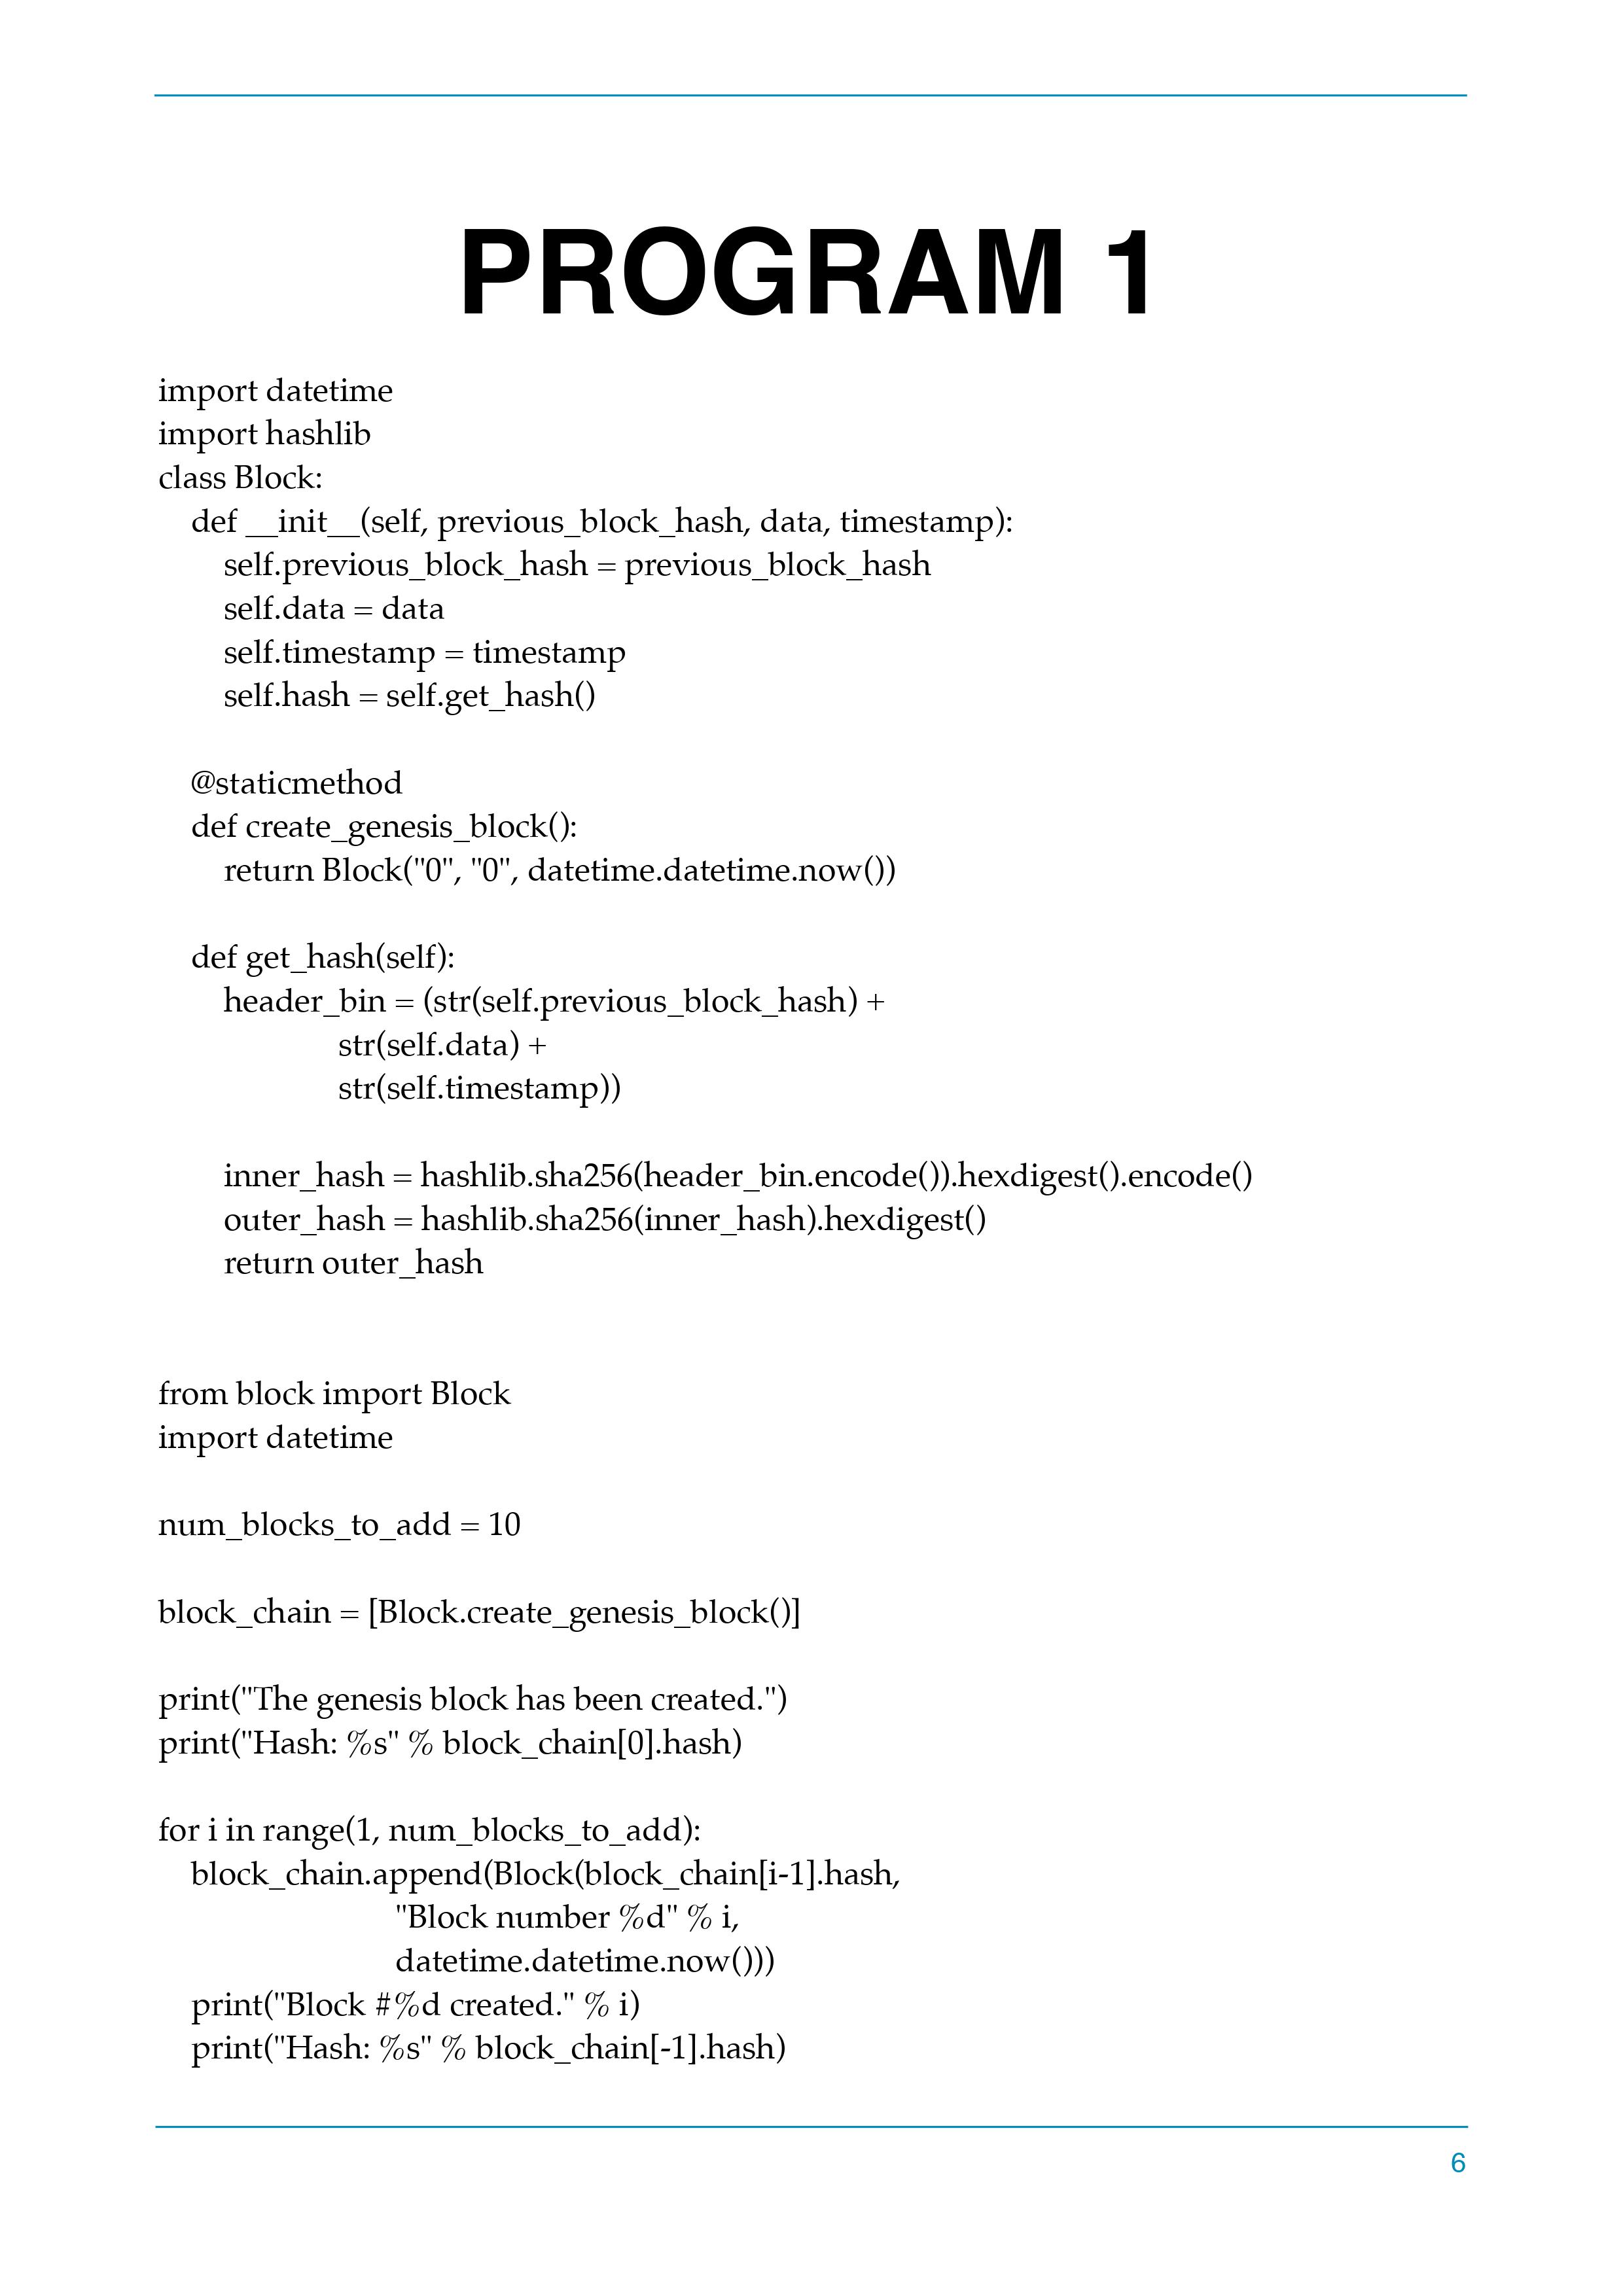 PROGRAM 1
import datetime
import hashlib
class Block:
    def __init__(self, previous_block_hash, data, timestamp):
        self.previous_block_hash = previous_block_hash
        self.data = data
        self.timestamp = timestamp
        self.hash = self.get_hash()
    @staticmethod
    def create_genesis_block():
        return Block("0", "0", datetime.datetime.now())
    def get_hash(self):
        header_bin = (str(self.previous_block_hash) +
                      str(self.data) +
                      str(self.timestamp))
        inner_hash = hashlib.sha256(header_bin.encode()).hexdigest().encode()
        outer_hash = hashlib.sha256(inner_hash).hexdigest()
        return outer_hash
from block import Block
import datetime
num_blocks_to_add = 10
block_chain = [Block.create_genesis_block()]
print("The genesis block has been created.")
print("Hash: %s" % block_chain[0].hash)
for i in range(1, num_blocks_to_add):
    block_chain.append(Block(block_chain[i-1].hash,
                             "Block number %d" % i,
                             datetime.datetime.now()))
    print("Block #%d created." % i)
    print("Hash: %s" % block_chain[-1].hash)
6